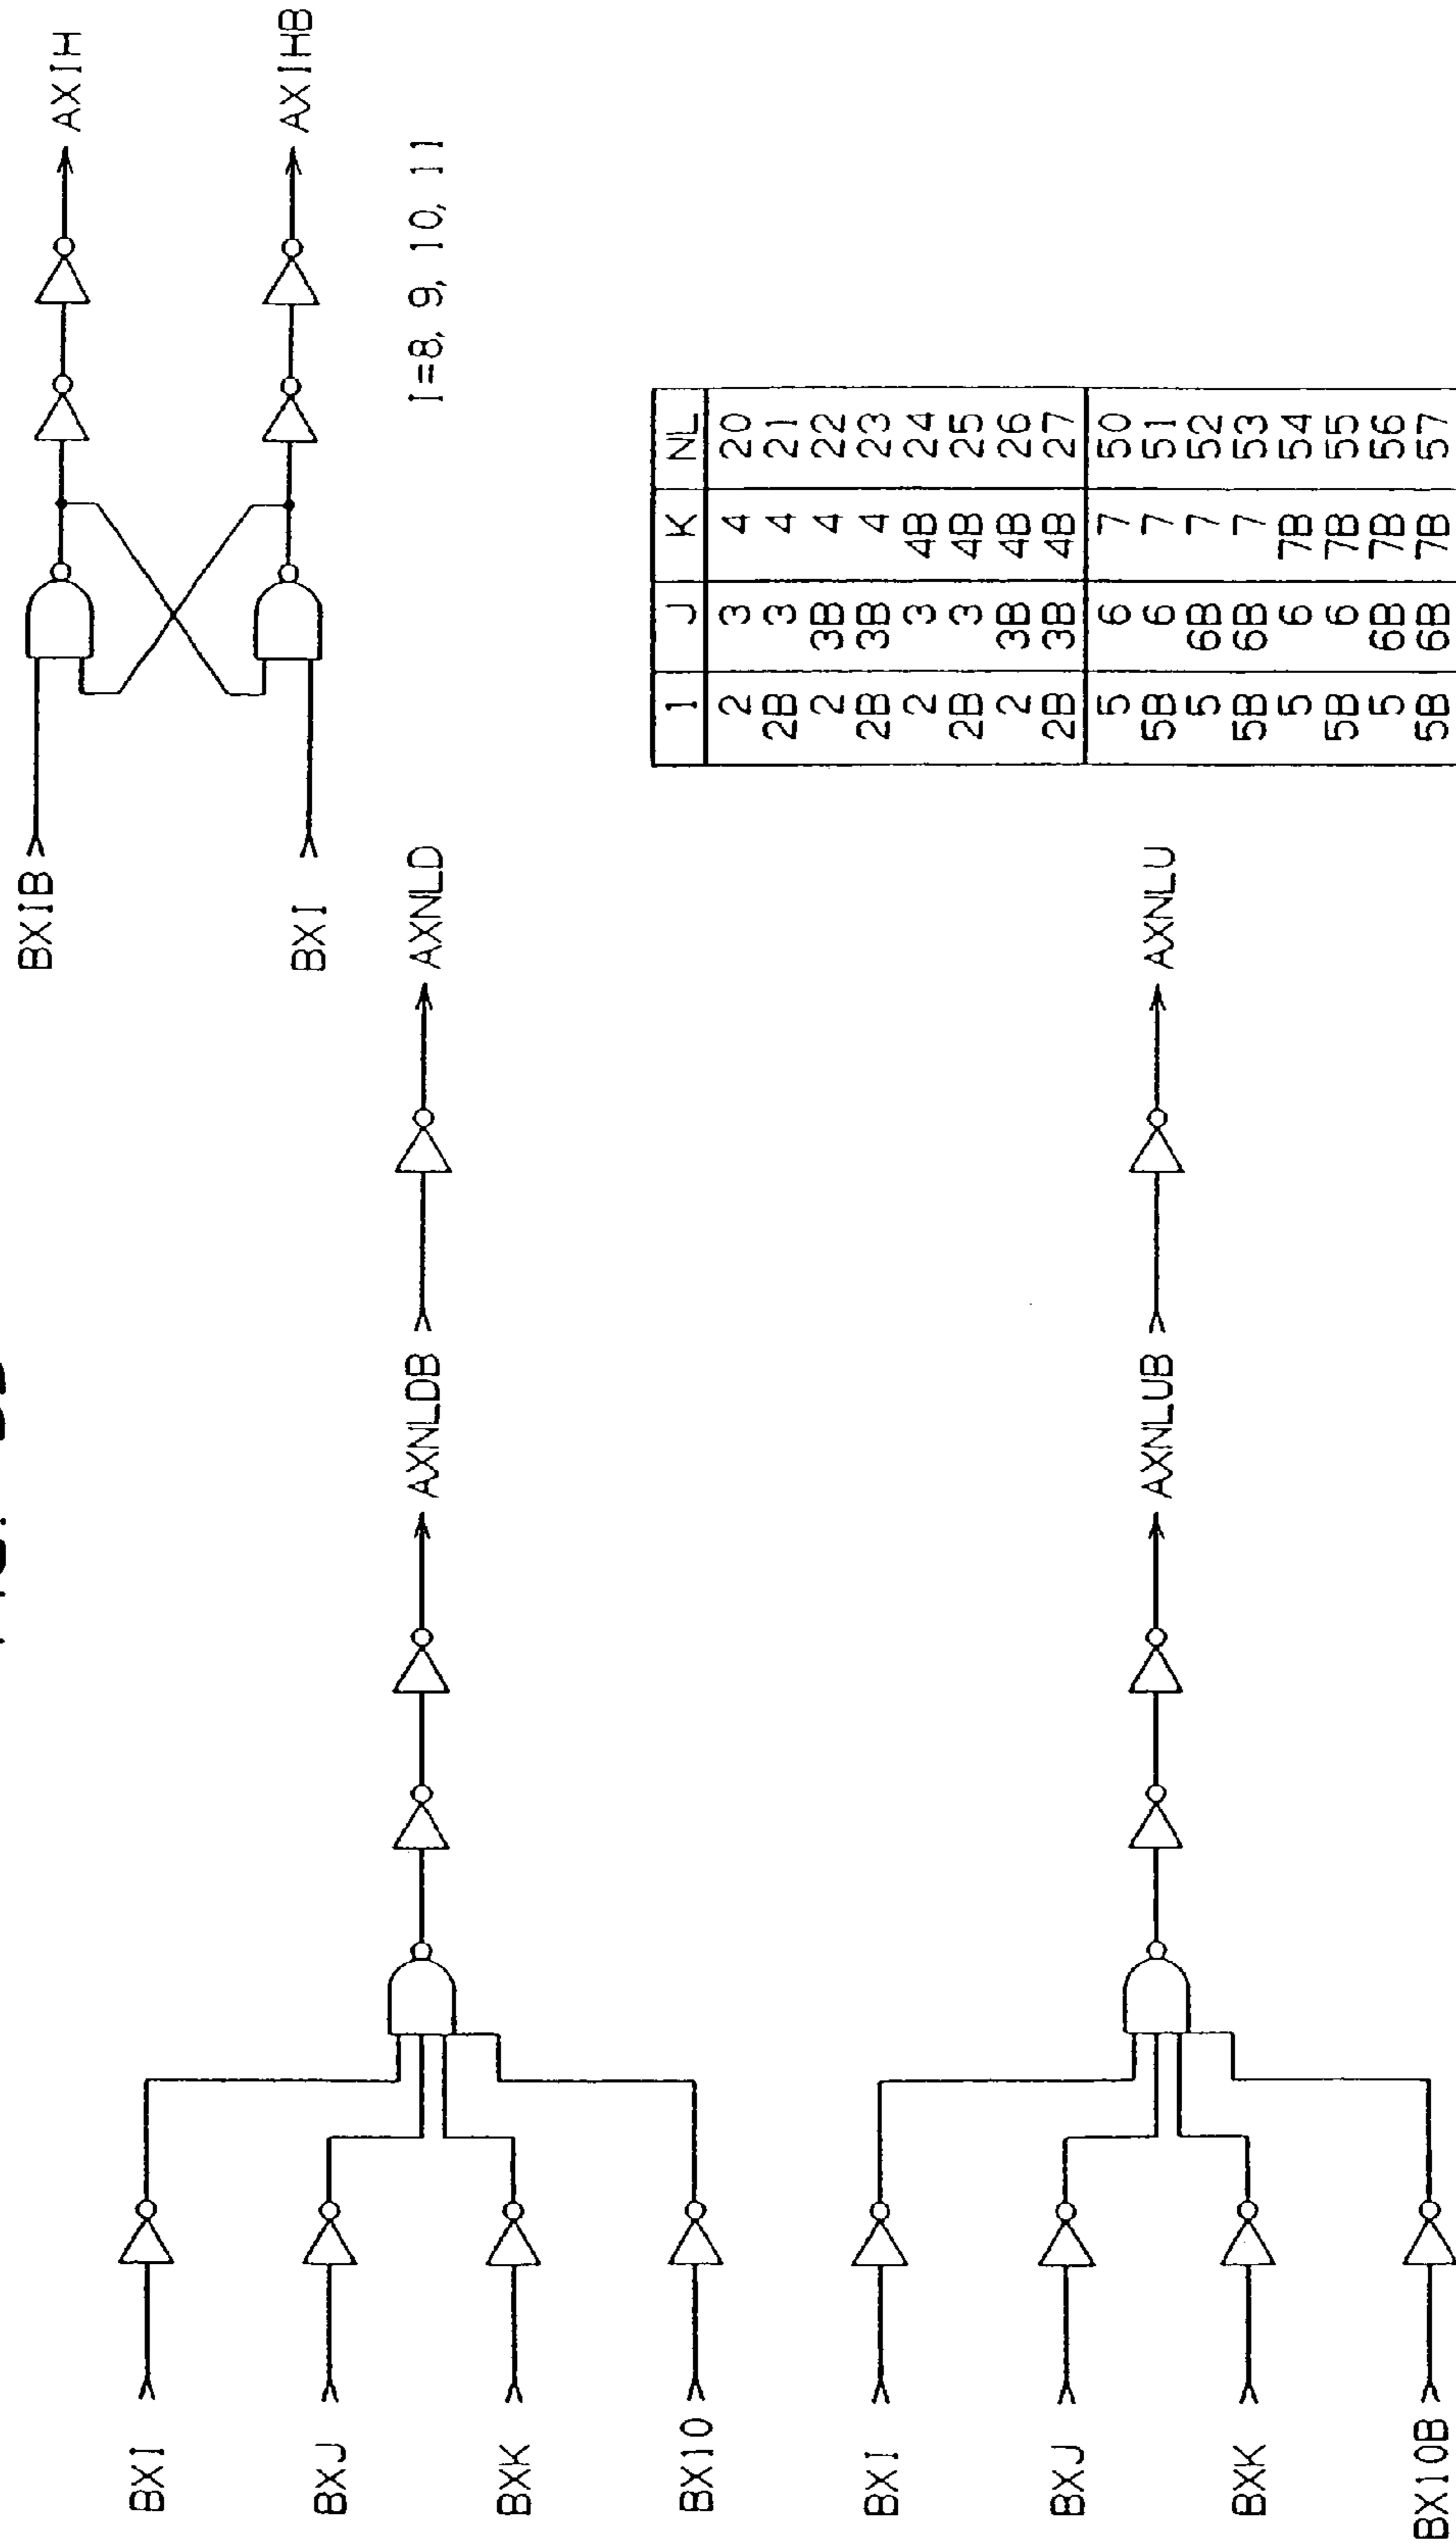 BXI
BXJ
BXK
BX10
AXNLDB
AXNLD
BXI
BXJ
BXK
BX10B
AXNLUB
AXNLU
BXIB
BXI
AXIH
AXIHB
I=8, 9, 10, 11
I J K NL
2 3 4 20
2B 3 4 21
2 3B 4 22
2B 3B 4 23
2 3 4B 24
2B 3 4B 25
2 3B 4B 26
2B 3B 4B 27
5 6 7 50
5B 6 7 51
5 6B 7 52
5B 6B 7 53
5 6 7B 54
5B 6 7B 55
5 6B 7B 56
5B 6B 7B 57